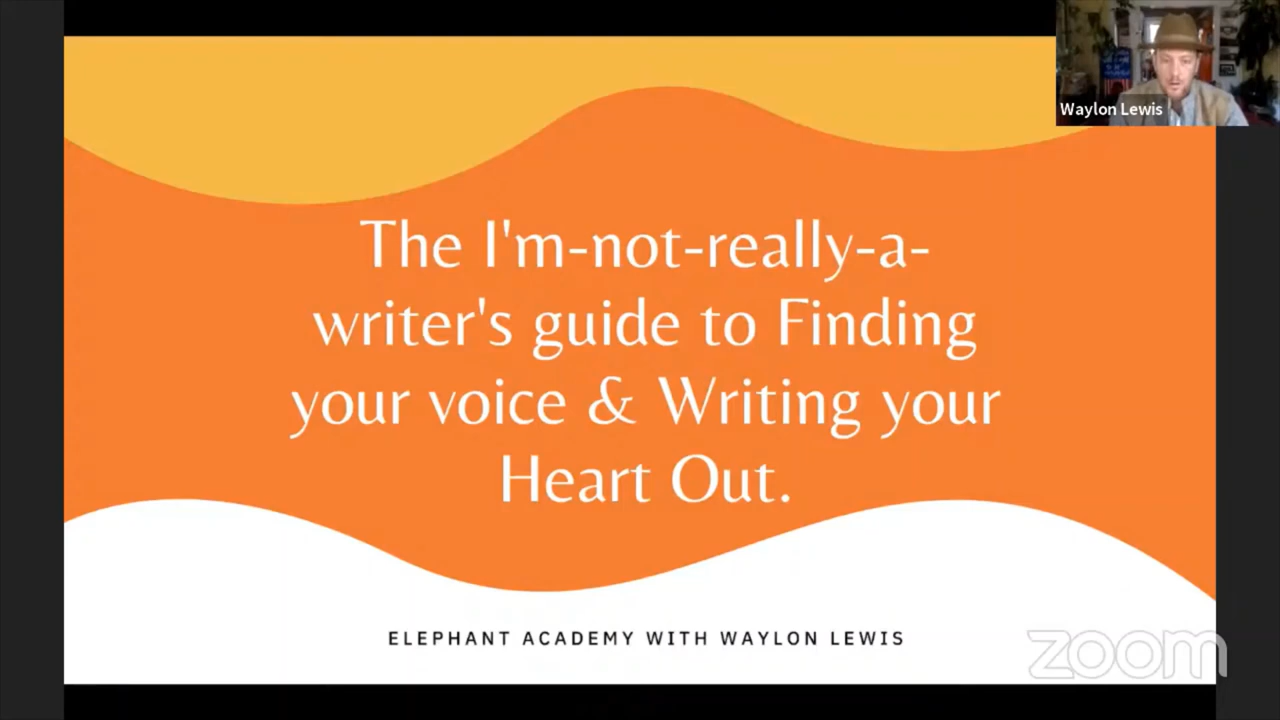 Waylon Lewis
The I'm-not-really-a-
writer's guide to Finding
your voice & Writing your
Heart Out.
ELEPHANT ACADEMY WITH WAYLON LEWIS
zoom